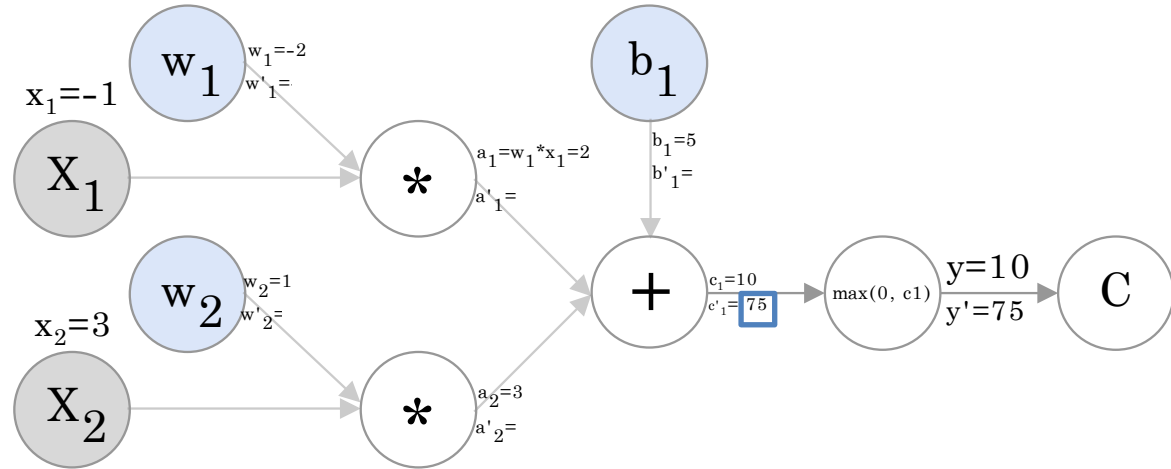 w₁
w₁=-2
w'₁=
x₁=-1
X₁
*
a₁=w₁*x₁=2
a'₁=
b₁
b₁=5
b'₁=
w₂
w₂=1
w'₂=
x₂=3
X₂
*
a₂=3
a'₂=
+
c₁=10
c'₁= 75
max(0, c1)
y=10
y'=75
C